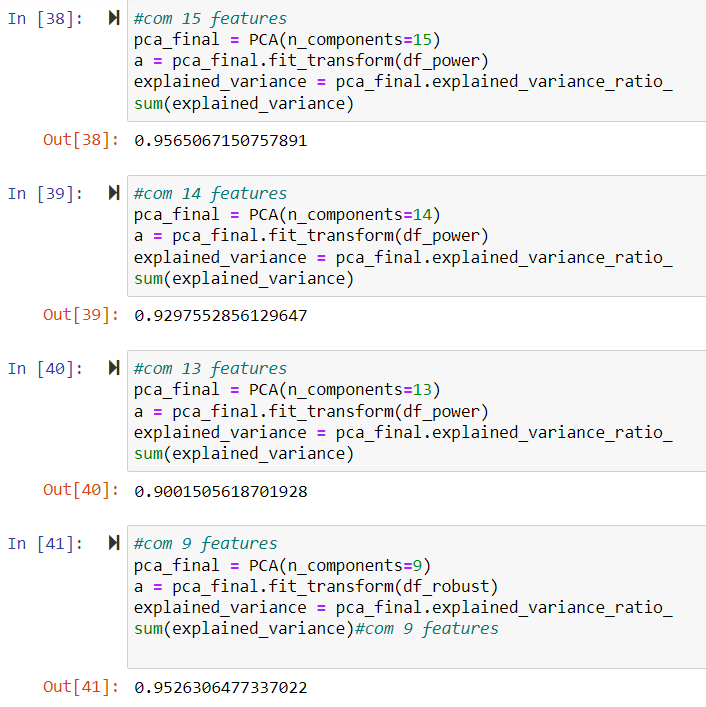 In [38]: #com 15 features
pca_final = PCA(n_components=15)
a = pca_final.fit_transform(df_power)
explained_variance = pca_final.explained_variance_ratio_
sum(explained_variance)
Out[38]: 0.9565067150757891
In [39]: #com 14 features
pca_final = PCA(n_components=14)
a = pca_final.fit_transform(df_power)
explained_variance = pca_final.explained_variance_ratio_
sum(explained_variance)
Out[39]: 0.9297552856129647
In [40]: #com 13 features
pca_final = PCA(n_components=13)
a = pca_final.fit_transform(df_power)
explained_variance = pca_final.explained_variance_ratio_
sum(explained_variance)
Out[40]: 0.9001505618701928
In [41]: #com 9 features
pca_final = PCA(n_components=9)
a = pca_final.fit_transform(df_robust)
explained_variance = pca_final.explained_variance_ratio_
sum(explained_variance)#com 9 features
Out[41]: 0.9526306477337022